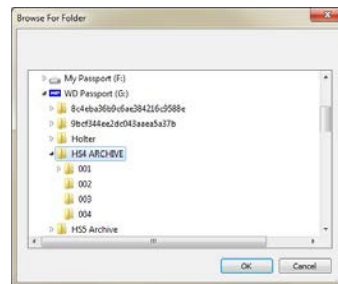 Browse For Folder
My Passport (F:)
WD Passport (G:)
8c4eba36b9c6ae384216c9588e
9bcf344ee2dc043aaea5a37b
Holter
HS4 ARCHIVE
001
002
003
004
HS5 Archive
OK
Cancel